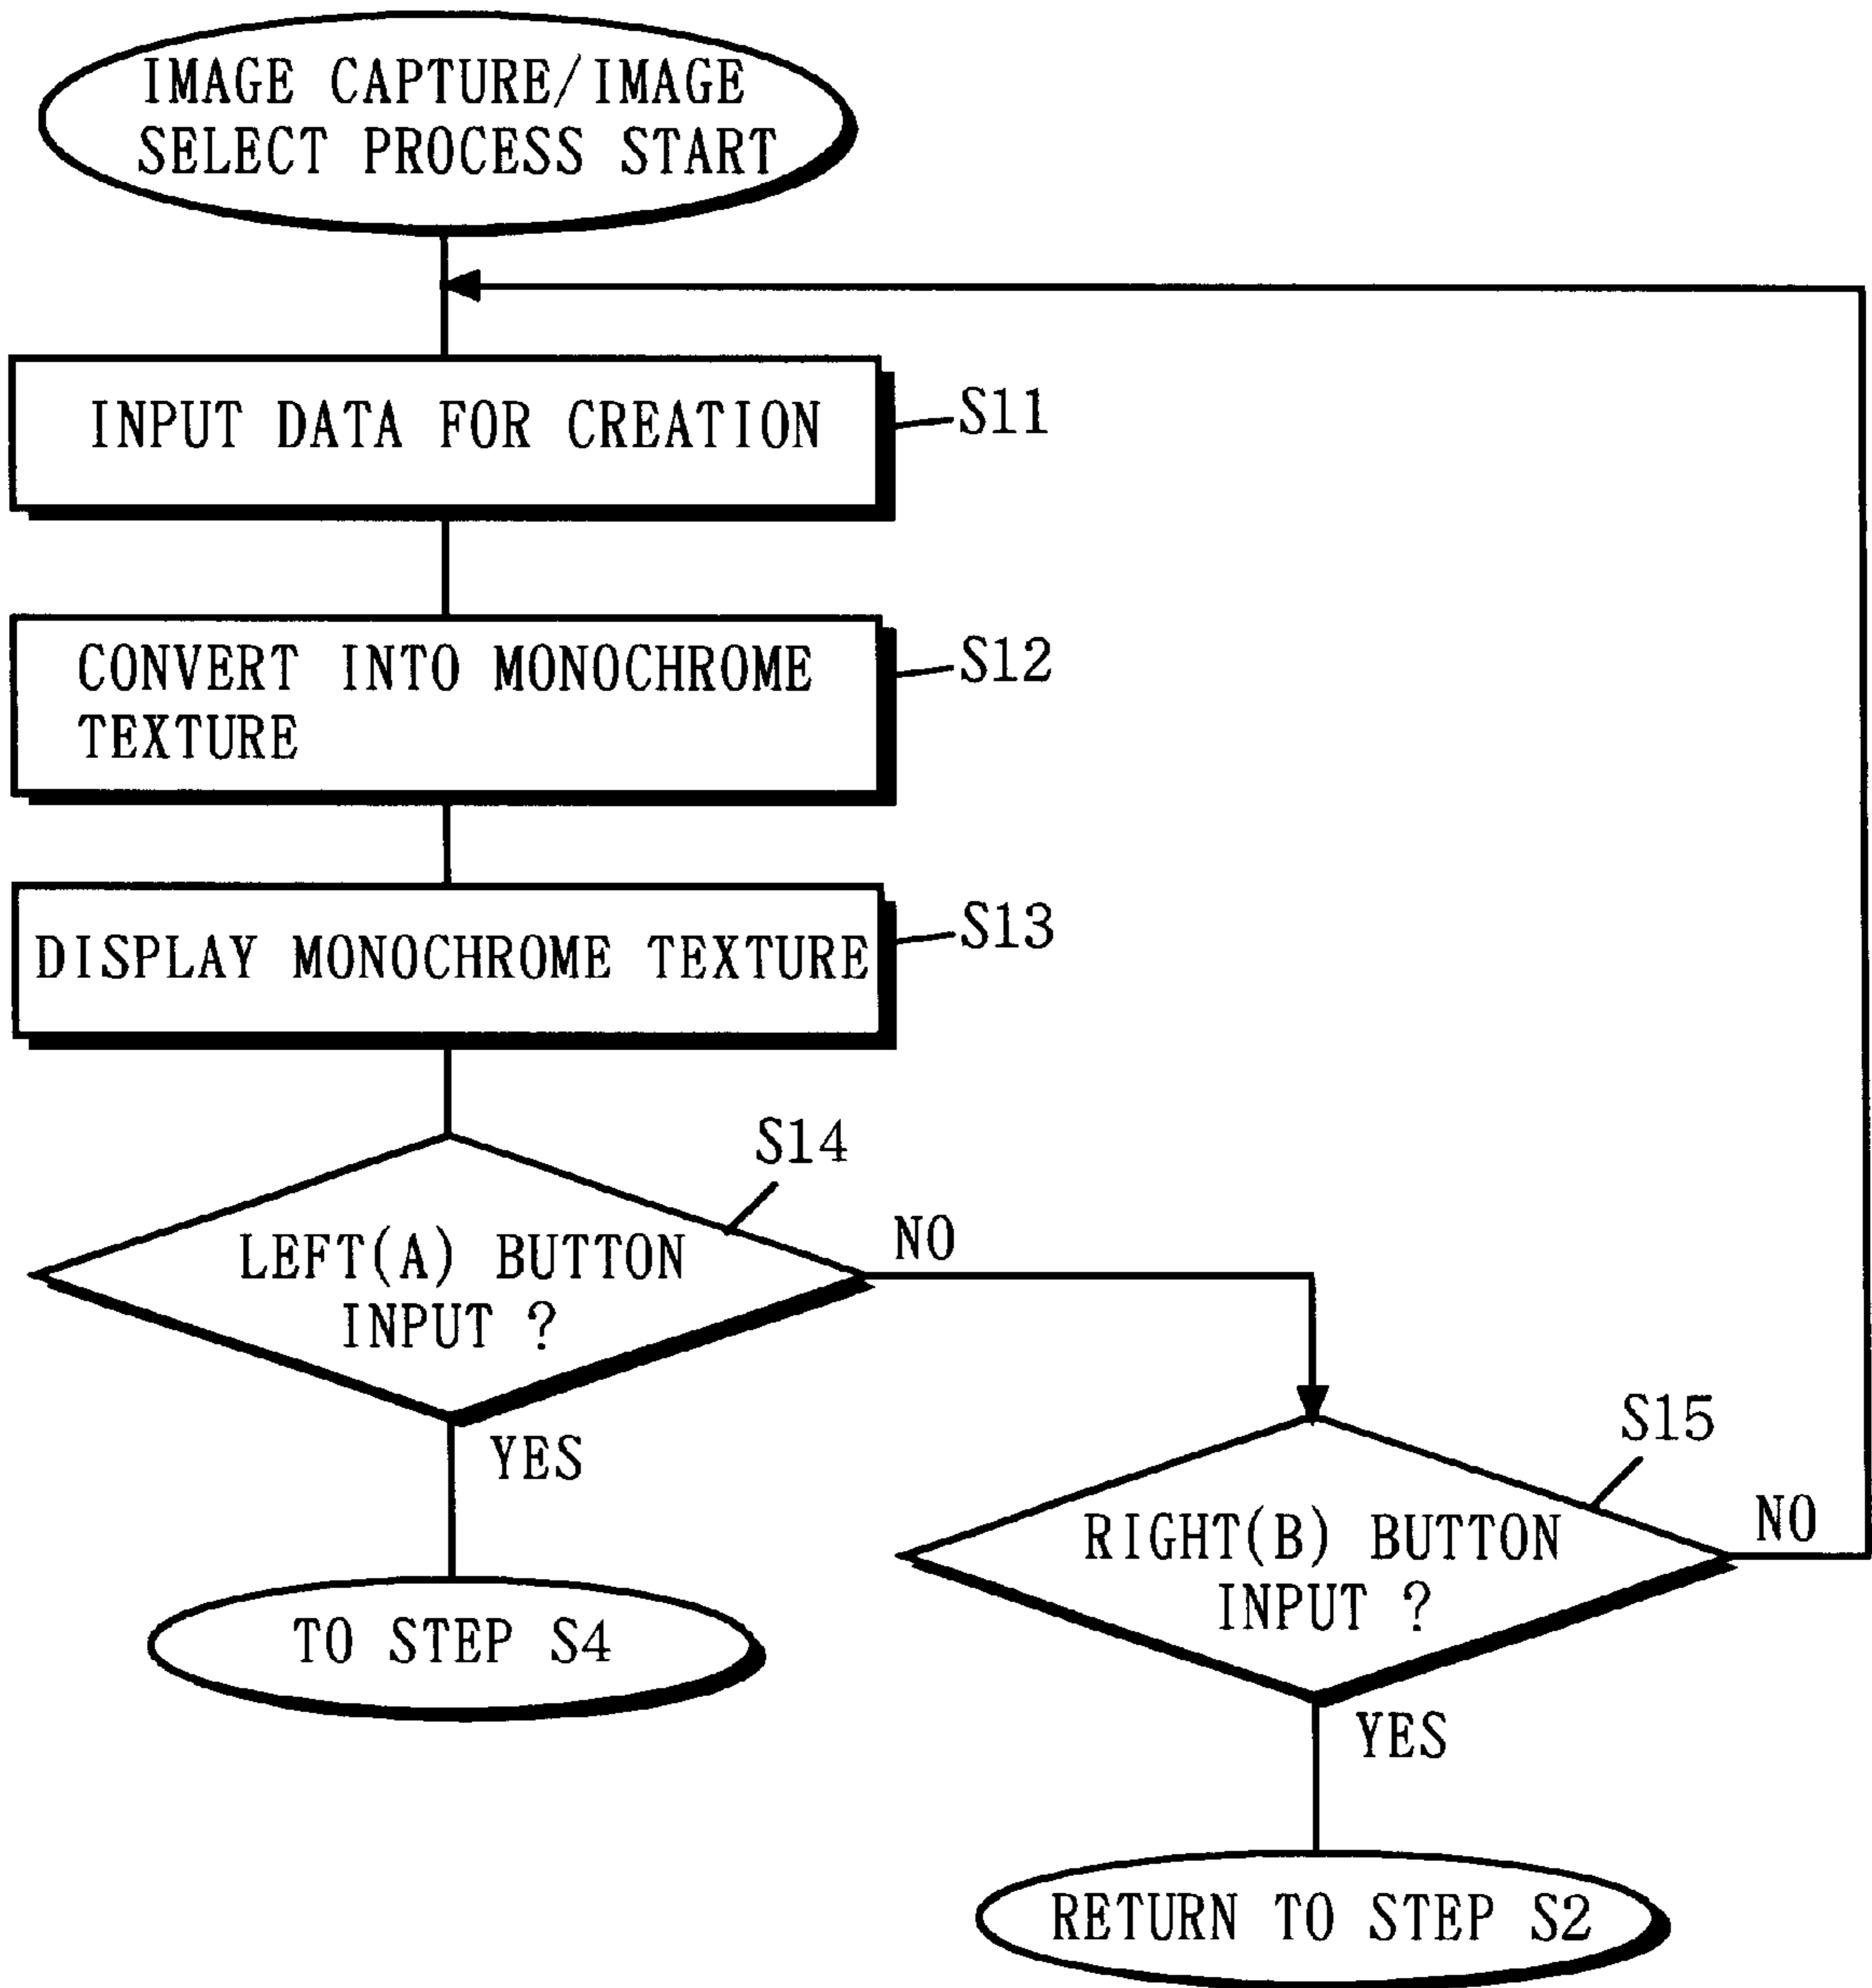 IMAGE CAPTURE/IMAGE
SELECT PROCESS START
INPUT DATA FOR CREATION
S11
CONVERT INTO MONOCHROME
TEXTURE
S12
DISPLAY MONOCHROME TEXTURE
S13
S14
LEFT(A) BUTTON
INPUT ?
NO
YES
TO STEP S4
S15
RIGHT(B) BUTTON
INPUT ?
NO
YES
RETURN TO STEP S2